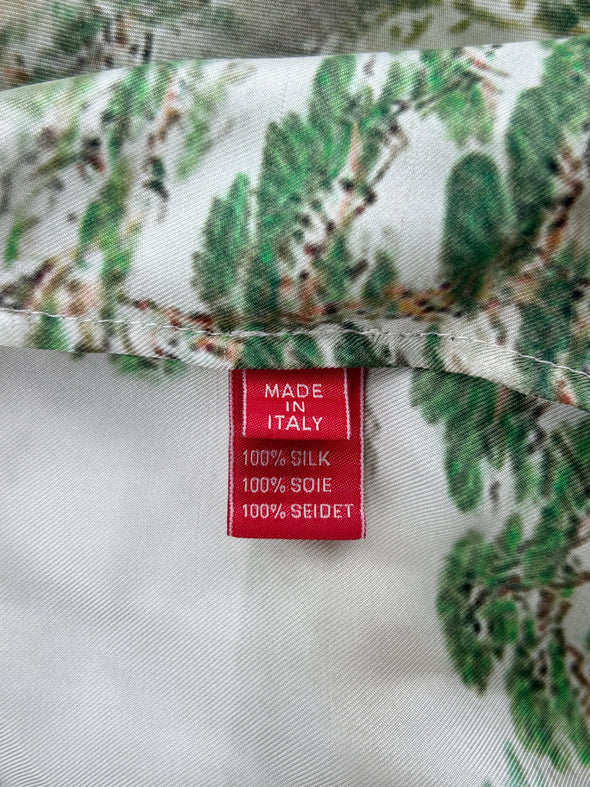 MADE
IN
ITALY
100% SILK
100% SOIE
100% SEIDET